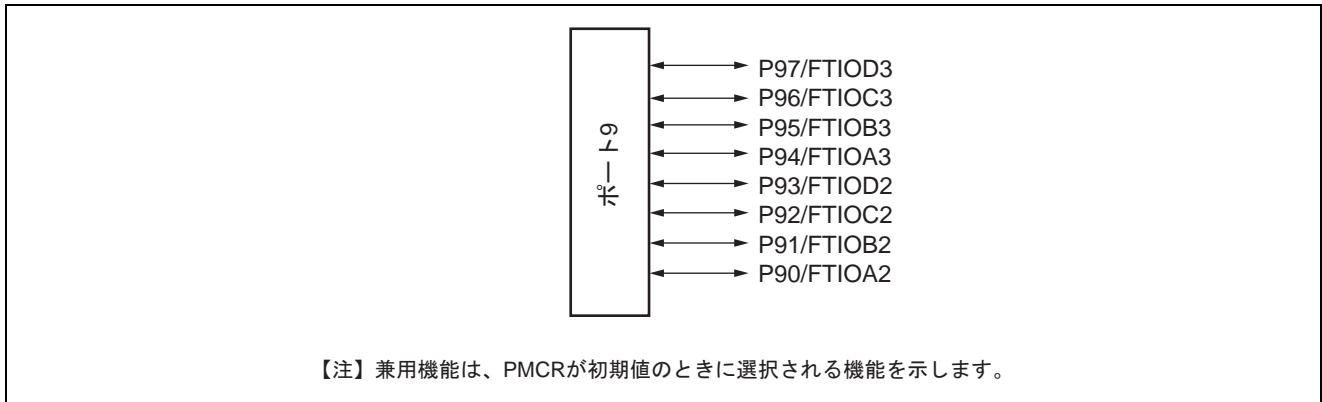 ポート9
P97/FTIOD3
P96/FTIOC3
P95/FTIOB3
P94/FTIOA3
P93/FTIOD2
P92/FTIOC2
P91/FTIOB2
P90/FTIOA2
【注】兼用機能は、PMCRが初期値のときに選択される機能を示します。